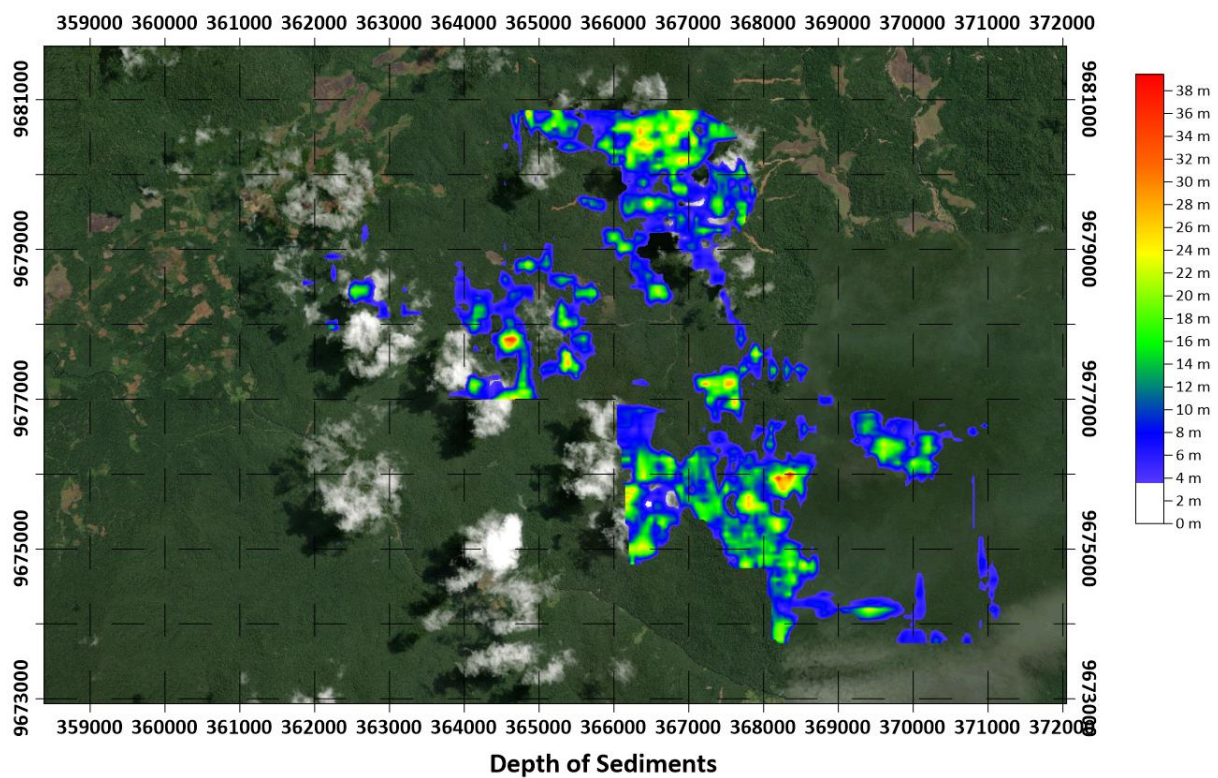 359000 360000 361000 362000 363000 364000 365000 366000 367000 368000 369000 370000 371000 372000
9681000 9681000
38 m
36 m
34 m
32 m
30 m
28 m
26 m
24 m
22 m
20 m
18 m
16 m
14 m
12 m
10 m
8 m
6 m
4 m
2 m
0 m
9679000 9679000
9677000 9677000
9675000 9675000
9673000 9673000
359000 360000 361000 362000 363000 364000 365000 366000 367000 368000 369000 370000 371000 372000
Depth of Sediments